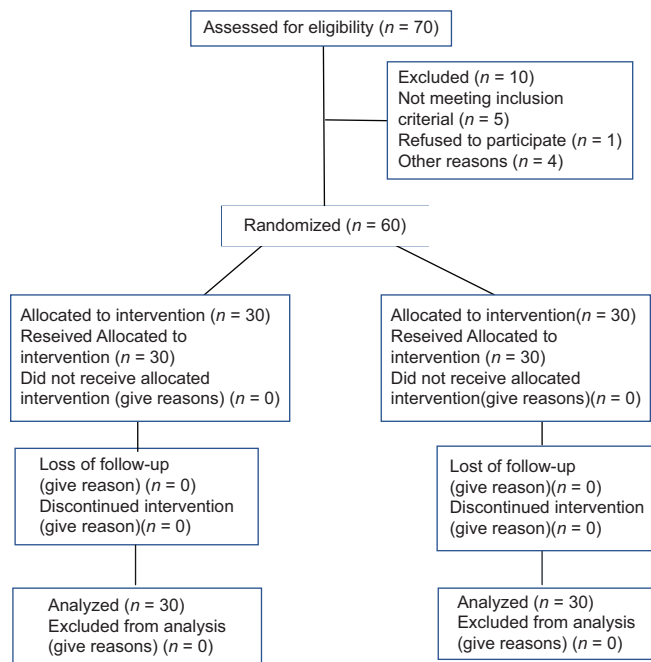 Assessed for eligibility (n = 70)
Excluded (n = 10)
Not meeting inclusion
criterial (n = 5)
Refused to participate (n = 1)
Other reasons (n = 4)
Randomized (n = 60)
Allocated to intervention (n = 30)
Reseived Allocated to
intervention (n = 30)
Did not receive allocated
intervention (give reasons) (n = 0)
Allocated to intervention(n = 30)
Reseived Allocated to
intervention (n = 30)
Did not receive allocated
intervention(give reasons)(n = 0)
Loss of follow-up
(give reason) (n = 0)
Discontinued intervention
(give reason)(n = 0)
Lost of follow-up
(give reason)(n = 0)
Discontinued intervention
(give reason)(n = 0)
Analyzed (n = 30)
Excluded from analysis
(give reasons) (n = 0)
Analyzed (n = 30)
Excluded from analysis
(give reasons) (n = 0)